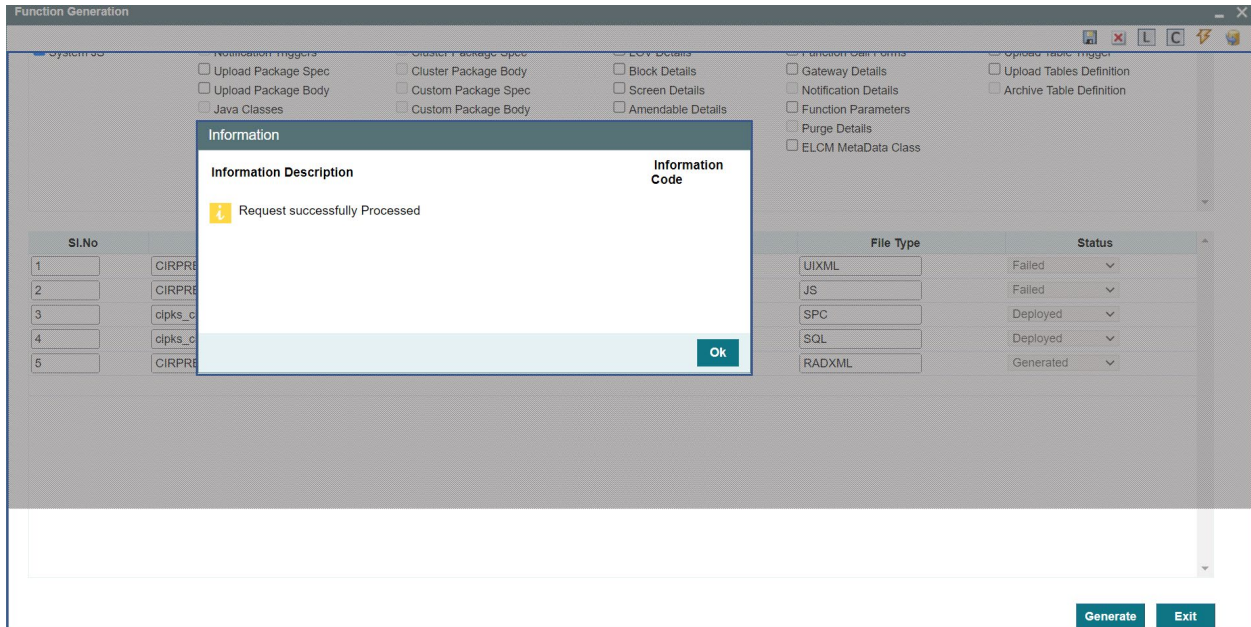 Function Generation
L C
System JS Notification Triggers Cluster Package Spec LOV Details Function Call Forms Upload Table Trigger
Upload Package Spec Cluster Package Body Block Details Gateway Details Upload Tables Definition
Upload Package Body Custom Package Spec Screen Details Notification Details Archive Table Definition
Java Classes Custom Package Body Amendable Details Function Parameters
Purge Details
ELCM MetaData Class
Information
Information Description Information
Code
Request successfully Processed
Ok
Sl.No File Type Status
1 CIRPRE UIXML Failed
2 CIRPRE JS Failed
3 cipks_c SPC Deployed
4 cipks_c SQL Deployed
5 CIRPRE RADXML Generated
Generate Exit